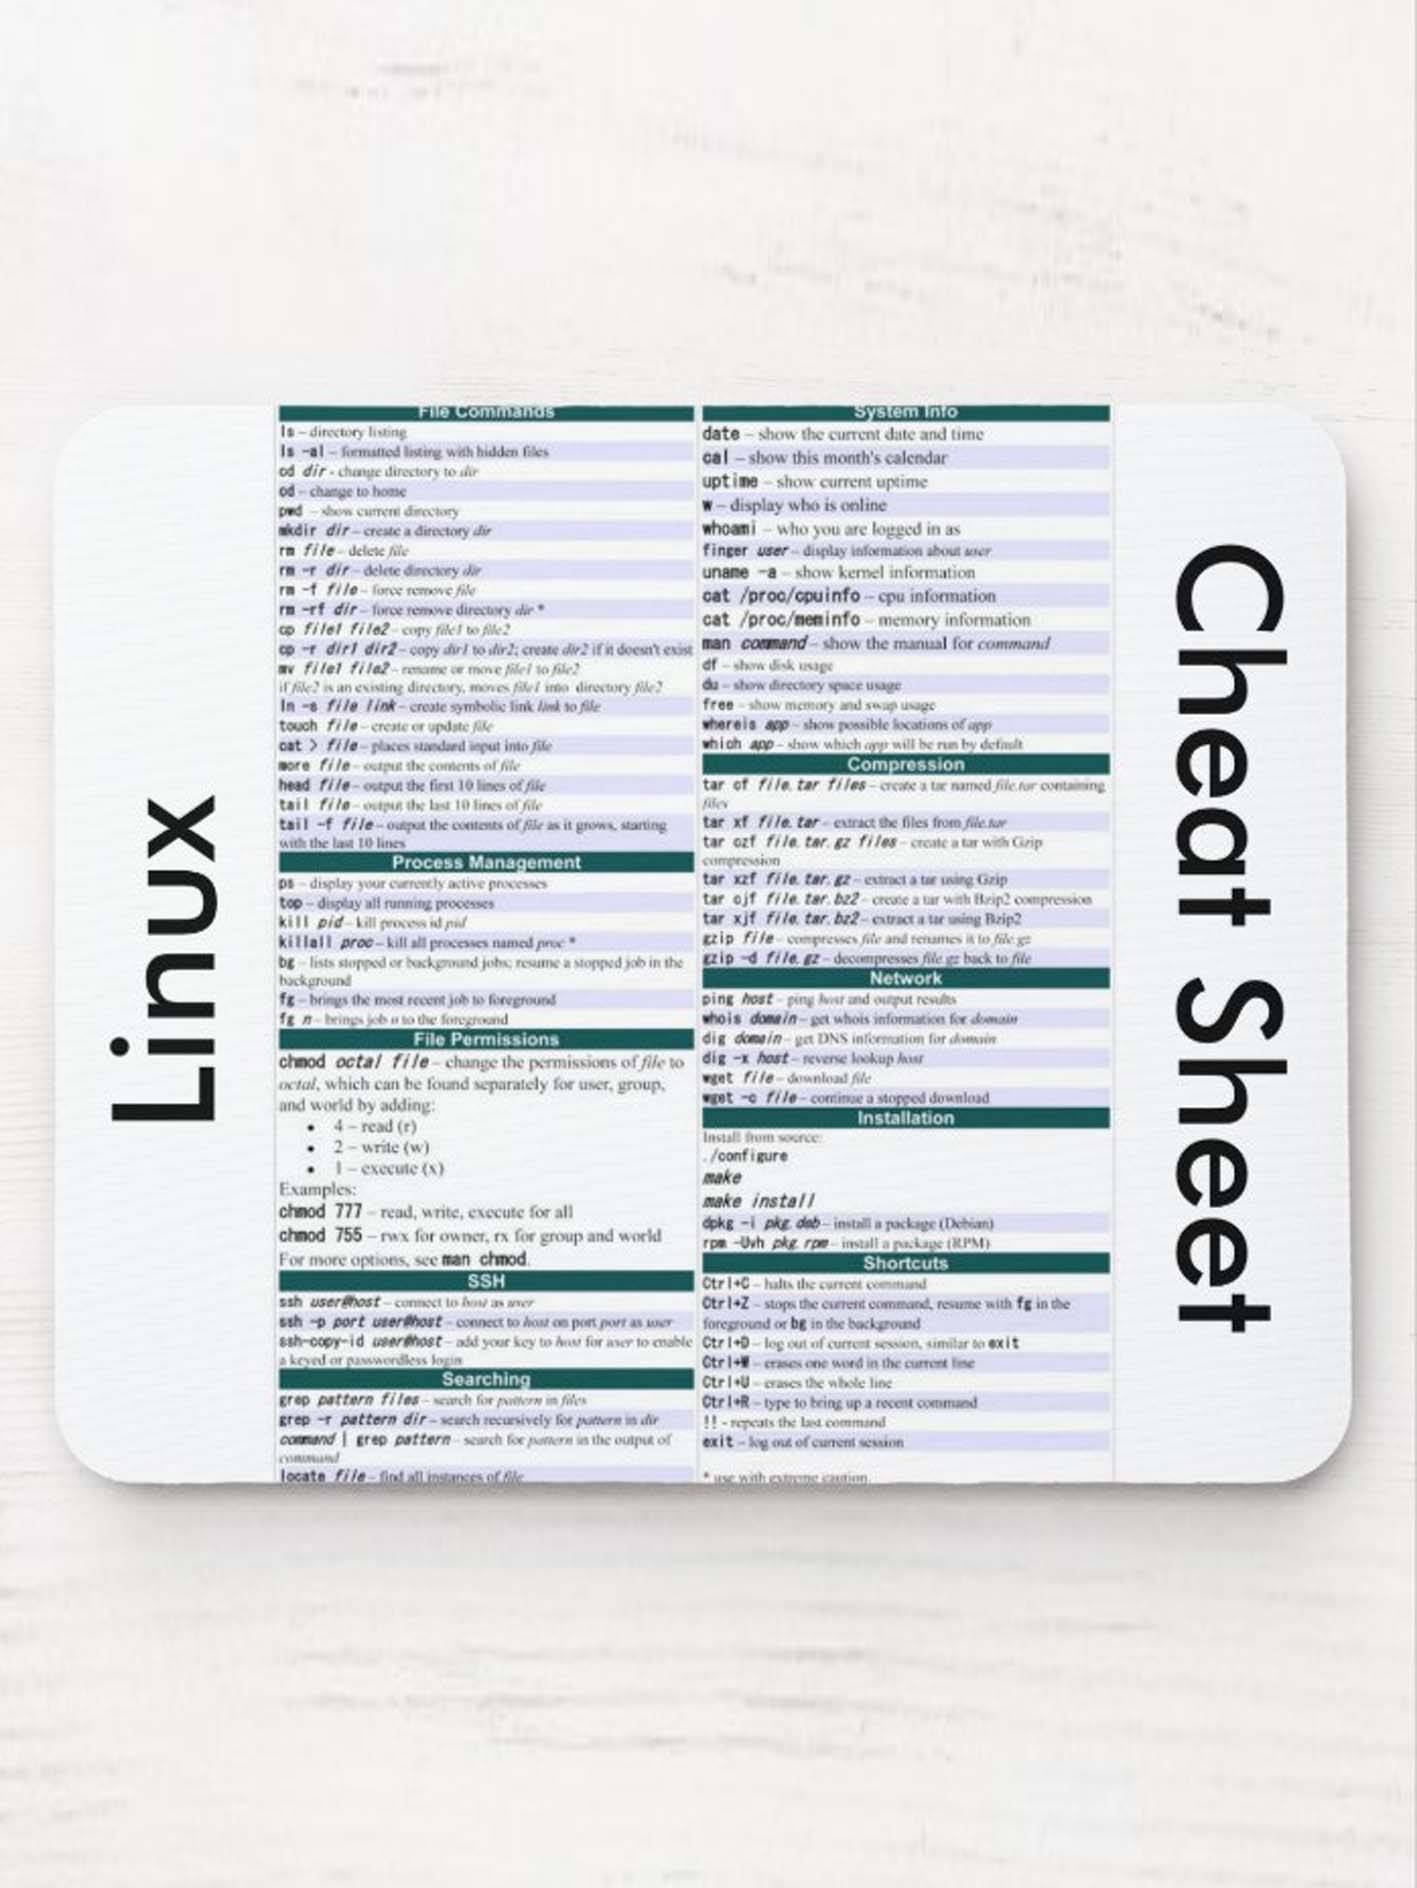 Linux
File Commands
ls – directory listing
ls -al – formatted listing with hidden files
cd dir - change directory to dir
cd – change to home
pwd – show current directory
mkdir dir – create a directory dir
rm file – delete file
rm -r dir – delete directory dir
rm -f file – force remove file
rm -rf dir – force remove directory dir *
cp file1 file2 – copy file1 to file2
cp -r dir1 dir2 – copy dir1 to dir2; create dir2 if it doesn't exist
mv file1 file2 – rename or move file1 to file2
if file2 is an existing directory, moves file1 into directory file2
ln -s file link – create symbolic link link to file
touch file – create or update file
cat > file – places standard input into file
more file – output the contents of file
head file – output the first 10 lines of file
tail file – output the last 10 lines of file
tail -f file – output the contents of file as it grows, starting
with the last 10 lines
Process Management
ps – display your currently active processes
top – display all running processes
kill pid – kill process id pid
killall proc – kill all processes named proc *
bg – lists stopped or background jobs; resume a stopped job in the
background
fg – brings the most recent job to foreground
fg n – brings job n to the foreground
File Permissions
chmod octal file – change the permissions of file to
octal, which can be found separately for user, group,
and world by adding:
• 4 – read (r)
• 2 – write (w)
• 1 – execute (x)
Examples:
chmod 777 – read, write, execute for all
chmod 755 – rwx for owner, rx for group and world
For more options, see man chmod.
SSH
ssh user@host – connect to host as user
ssh -p port user@host – connect to host on port port as user
ssh-copy-id user@host – add your key to host for user to enable
a keyed or passwordless login
Searching
grep pattern files – search for pattern in files
grep -r pattern dir – search recursively for pattern in dir
command | grep pattern – search for pattern in the output of
command
locate file – find all instances of file
System Info
date – show the current date and time
cal – show this month's calendar
uptime – show current uptime
w – display who is online
whoami – who you are logged in as
finger user – display information about user
uname -a – show kernel information
cat /proc/cpuinfo – cpu information
cat /proc/meminfo – memory information
man command – show the manual for command
df – show disk usage
du – show directory space usage
free – show memory and swap usage
whereis app – show possible locations of app
which app – show which app will be run by default
Compression
tar cf file.tar files – create a tar named file.tar containing
files
tar xf file.tar – extract the files from file.tar
tar czf file.tar.gz files – create a tar with Gzip
compression
tar xzf file.tar.gz – extract a tar using Gzip
tar cjf file.tar.bz2 – create a tar with Bzip2 compression
tar xjf file.tar.bz2 – extract a tar using Bzip2
gzip file – compresses file and renames it to file.gz
gzip -d file.gz – decompresses file.gz back to file
Network
ping host – ping host and output results
whois domain – get whois information for domain
dig domain – get DNS information for domain
dig -x host – reverse lookup host
wget file – download file
wget -c file – continue a stopped download
Installation
Install from source:
./configure
make
make install
dpkg -i pkg.deb – install a package (Debian)
rpm -Uvh pkg.rpm – install a package (RPM)
Shortcuts
Ctrl+C – halts the current command
Ctrl+Z – stops the current command, resume with fg in the
foreground or bg in the background
Ctrl+D – log out of current session, similar to exit
Ctrl+W – erases one word in the current line
Ctrl+U – erases the whole line
Ctrl+R – type to bring up a recent command
!! - repeats the last command
exit – log out of current session
* use with extreme caution.
Cheat Sheet